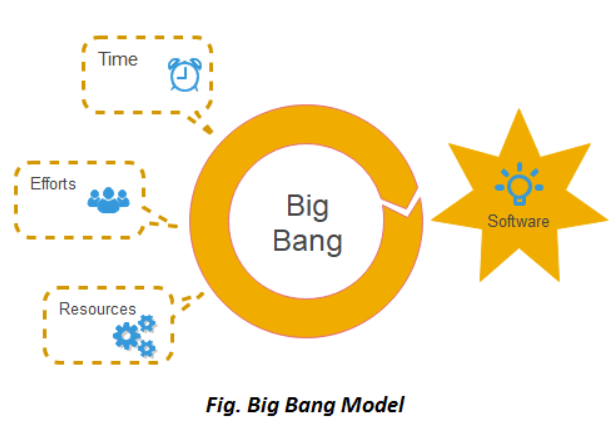 Time
Efforts
Resources
Big
Bang
Software
Fig. Big Bang Model